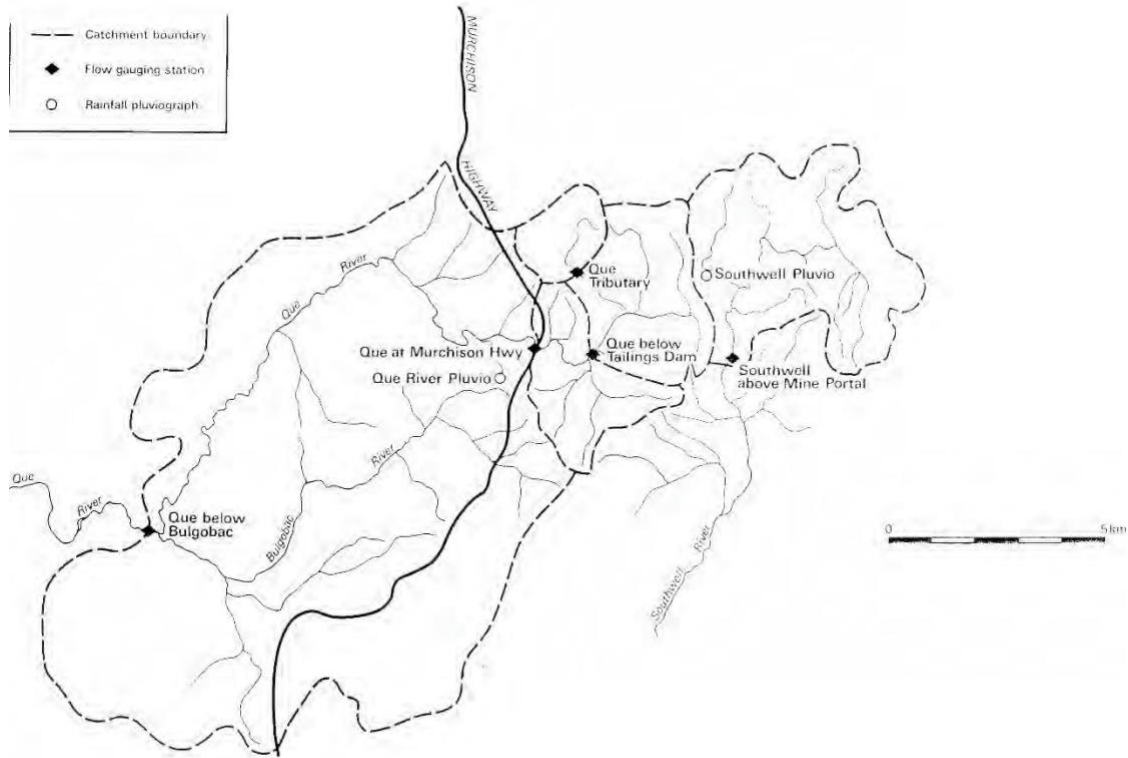 Catchment boundary
Flow gauging station
Rainfall pluviograph
MURCHISON
HIGHWAY
River
Que
Que
Tributary
Southwell Pluvio
Que at Murchison Hwy
Que below
Tailings Dam
Que River Pluvio
Southwell
above Mine Portal
River
Que
River
Que below
Bulgobac
Bulgobac
0
5 km
River
Southwell